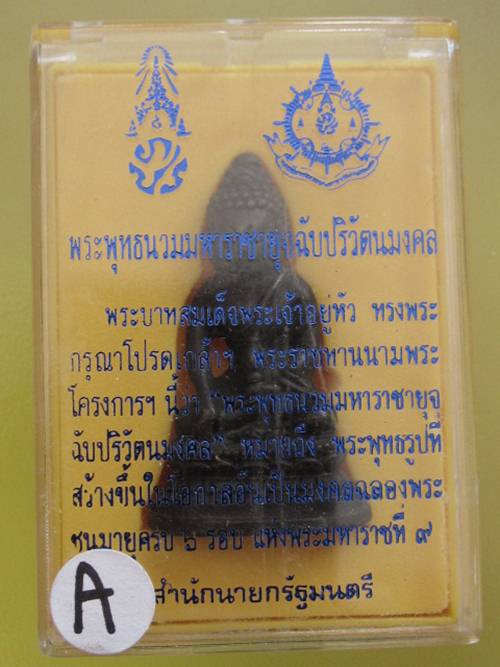 พระพุทธนวมมหาราชายุจฉับปริวัตนมงคล
พระบาทสมเด็จพระเจ้าอยู่หัว ทรงพระ
กรุณาโปรดเกล้าฯ พระราชทานนามพระ
โครงการฯ นี้ว่า "พระพุทธนวมมหาราชายุจ
ฉับปริวัตนมงคล" หมายถึง พระพุทธรูปที่
สร้างขึ้นในโอกาสอันเป็นมงคลฉลองพระ
ชนมายุครบ ๖ รอบ แห่งพระมหาราชที่ ๙
สำนักนายกรัฐมนตรี
A